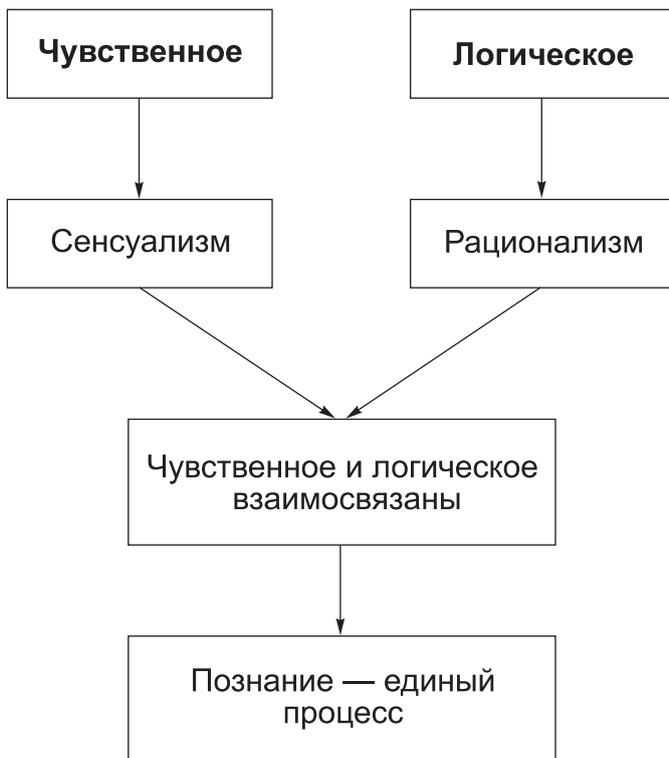 Чувственное
Логическое
Сенсуализм
Рационализм
Чувственное и логическое
взаимосвязаны
Познание — единый
процесс